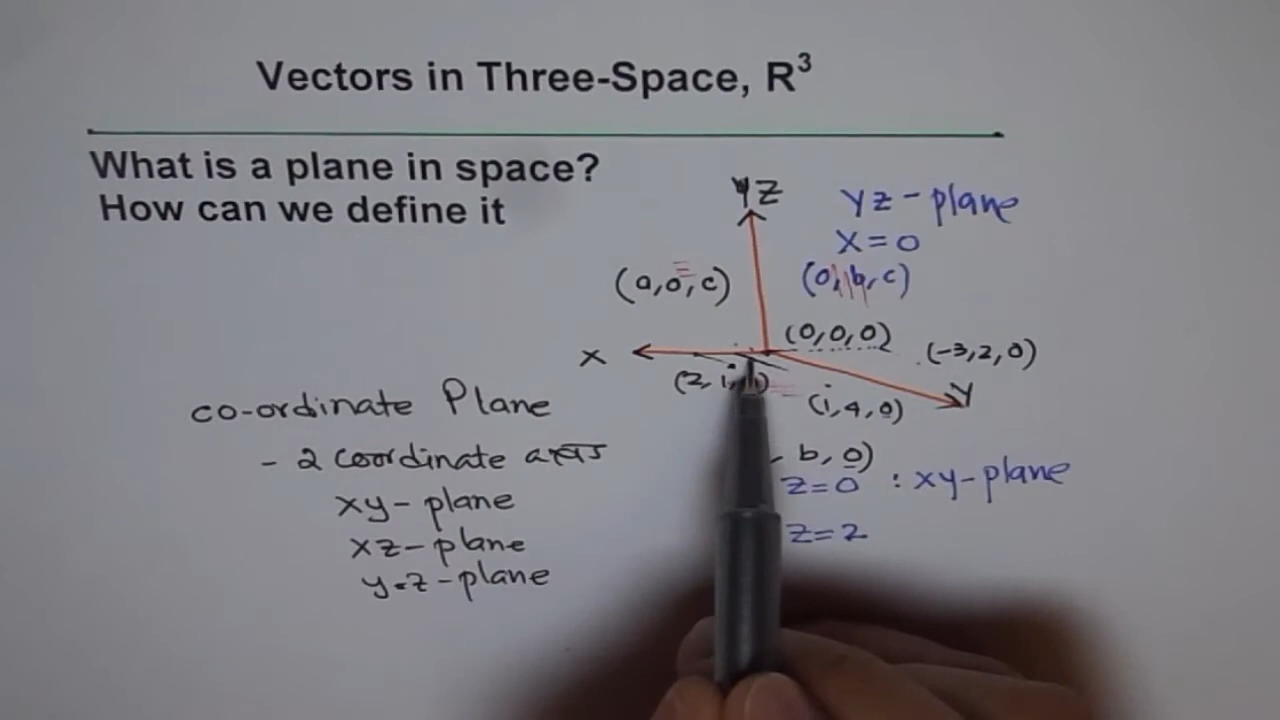 Vectors in Three-Space, R³
What is a plane in space?
How can we define it
Z
YZ-plane
X=0
(a,0,c)
(0,b,c)
(0,0,0)
(-3,2,0)
X
Y
(1,4,0)
co-ordinate Plane
- 2 coordinate axis
xy-plane
xz-plane
y-z-plane
, b, 0)
z=0 : xy-plane
z=2